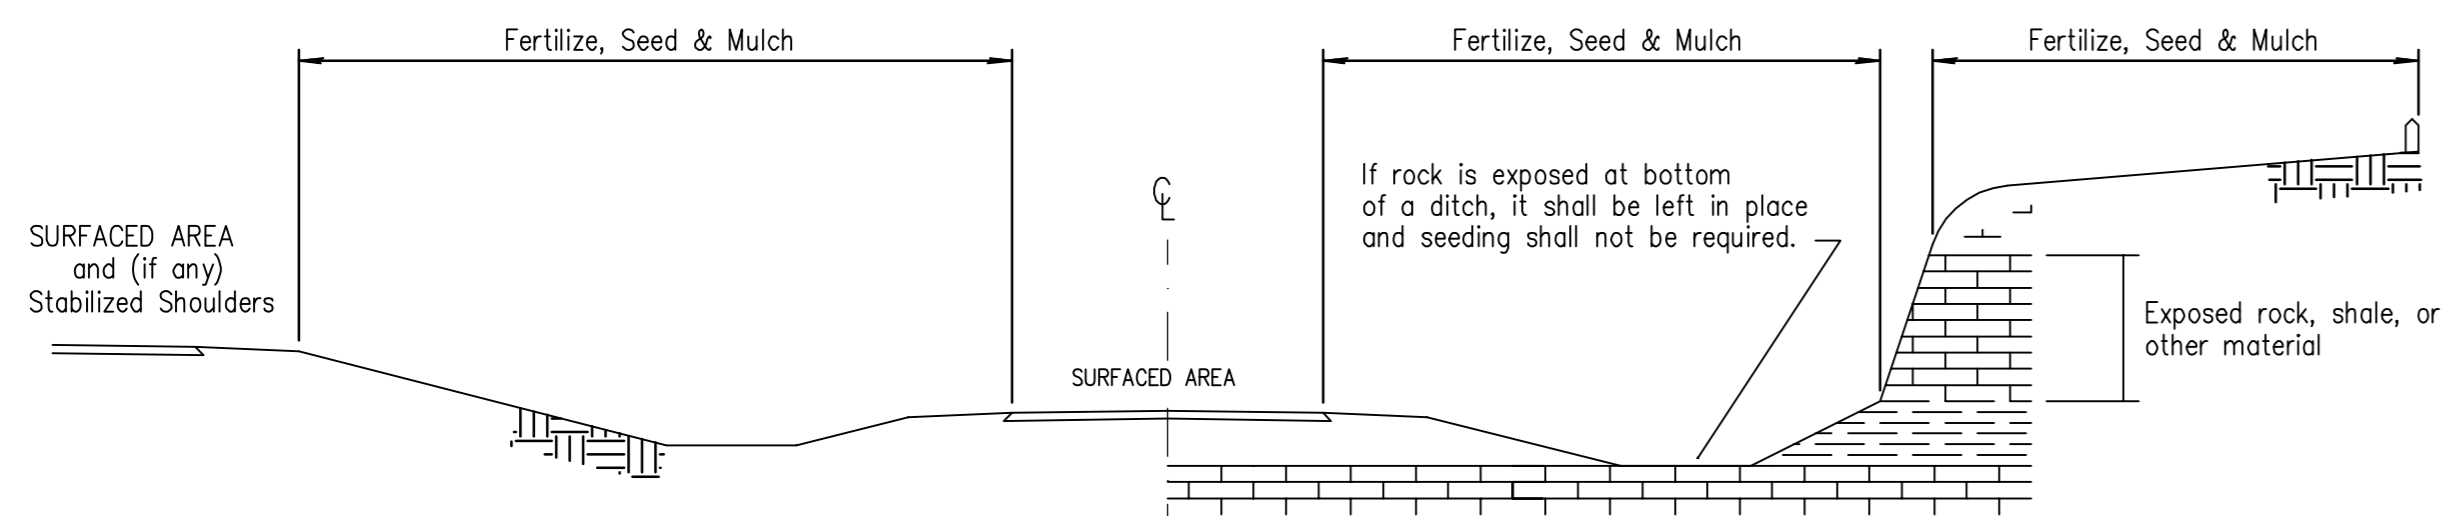 Fertilize, Seed & Mulch
Fertilize, Seed & Mulch
Fertilize, Seed & Mulch
If rock is exposed at bottom
of a ditch, it shall be left in place
and seeding shall not be required.
℄
SURFACED AREA
and (if any)
Stabilized Shoulders
Exposed rock, shale, or
other material
SURFACED AREA